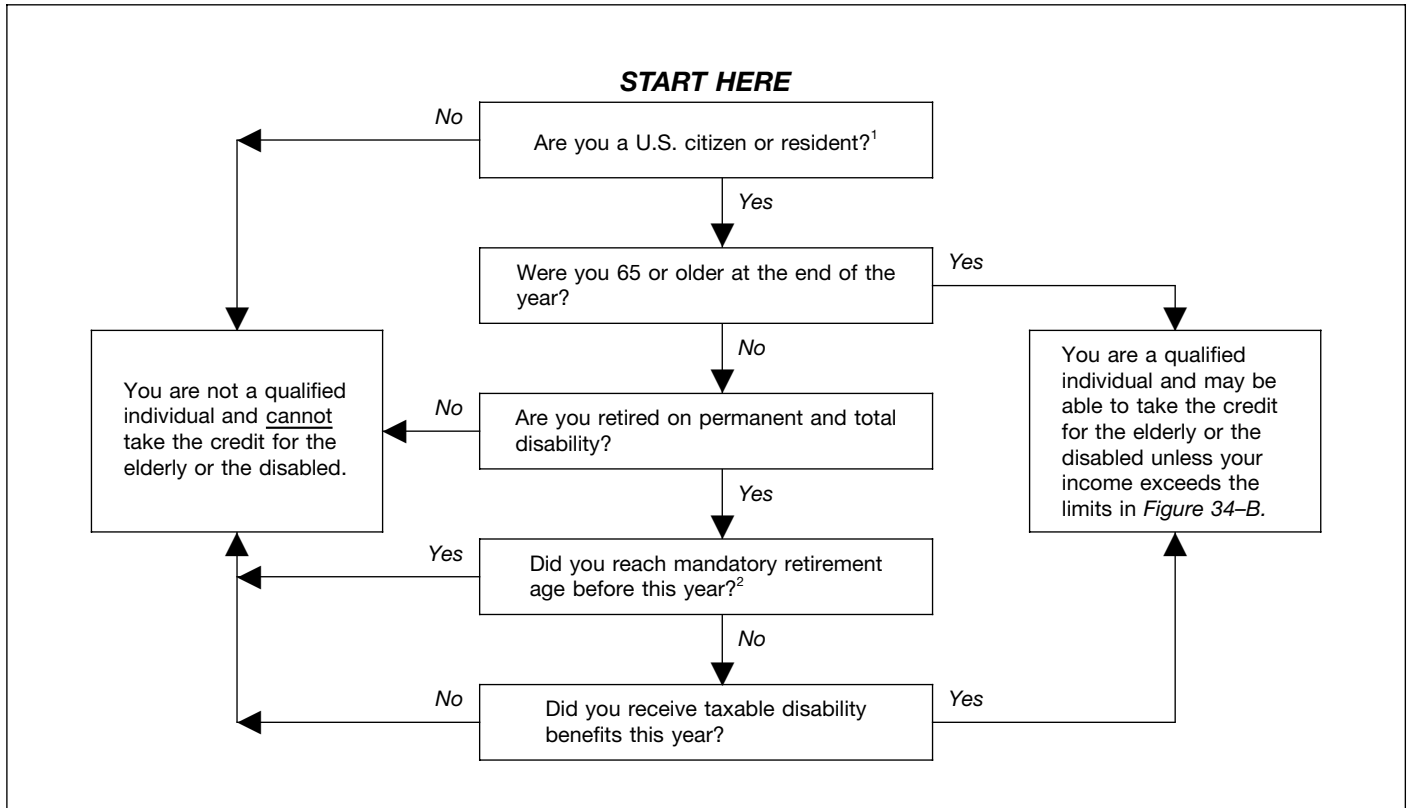 START HERE
No
Are you a U.S. citizen or resident?1
Yes
Were you 65 or older at the end of the
year?
Yes
No
You are not a qualified
individual and cannot
take the credit for the
elderly or the disabled.
No
Are you retired on permanent and total
disability?
You are a qualified
individual and may be
able to take the credit
for the elderly or the
disabled unless your
income exceeds the
limits in Figure 34–B.
Yes
Yes
Did you reach mandatory retirement
age before this year?2
No
No
Did you receive taxable disability
benefits this year?
Yes